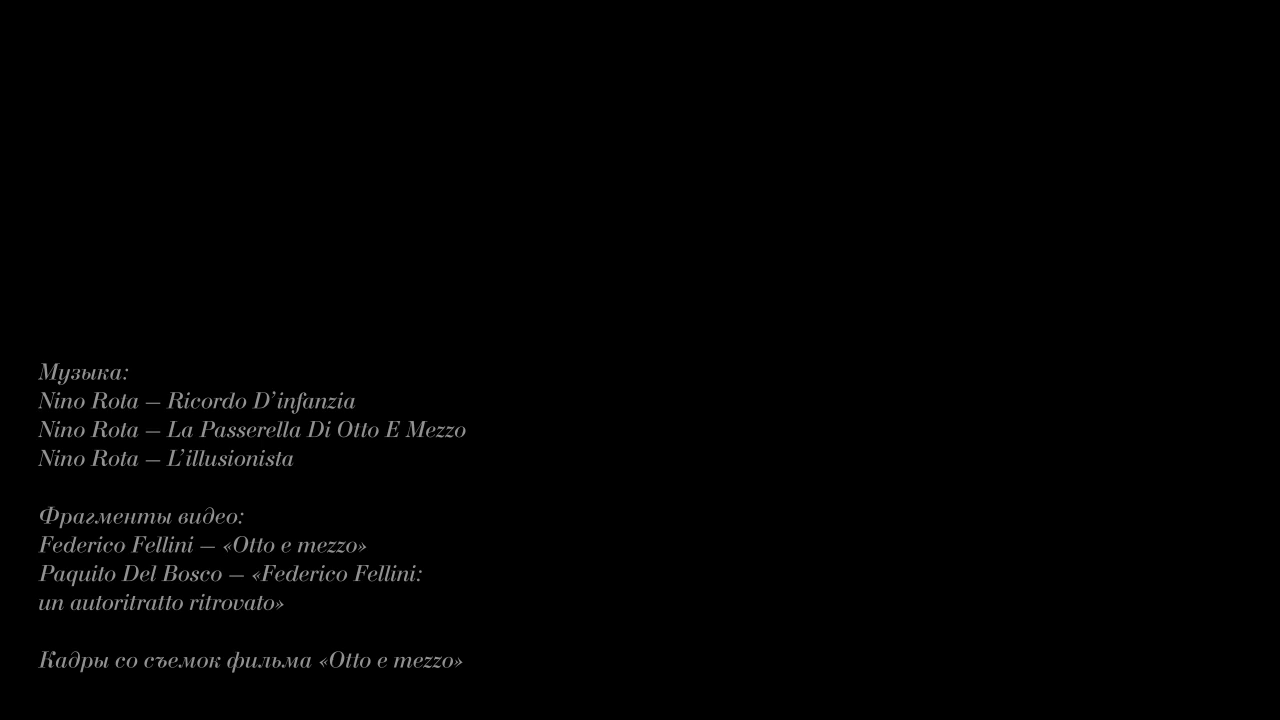 Музыка:
Nino Rota – Ricordo D’infanzia
Nino Rota – La Passerella Di Otto E Mezzo
Nino Rota – L’illusionista
Фрагменты видео:
Federico Fellini – «Otto e mezzo»
Paquito Del Bosco – «Federico Fellini:
un autoritratto ritrovato»
Кадры со съемок фильма «Otto e mezzo»